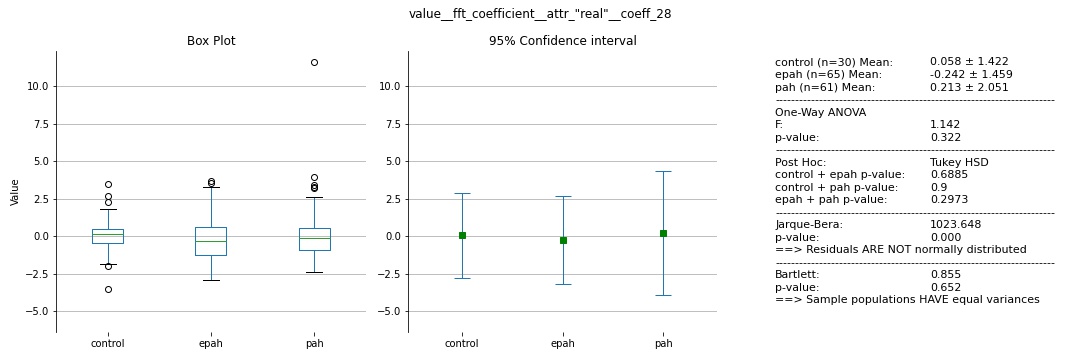 value__fft_coefficient__attr_"real"__coeff_28
Box Plot
Value
10.0
7.5
5.0
2.5
0.0
−2.5
−5.0
control epah pah
95% Confidence interval
10.0
7.5
5.0
2.5
0.0
−2.5
−5.0
control epah pah
control (n=30) Mean: 0.058 ± 1.422
epah (n=65) Mean: -0.242 ± 1.459
pah (n=61) Mean: 0.213 ± 2.051
One-Way ANOVA
F: 1.142
p-value: 0.322
Post Hoc: Tukey HSD
control + epah p-value: 0.6885
control + pah p-value: 0.9
epah + pah p-value: 0.2973
Jarque-Bera: 1023.648
p-value: 0.000
==> Residuals ARE NOT normally distributed
Bartlett: 0.855
p-value: 0.652
==> Sample populations HAVE equal variances